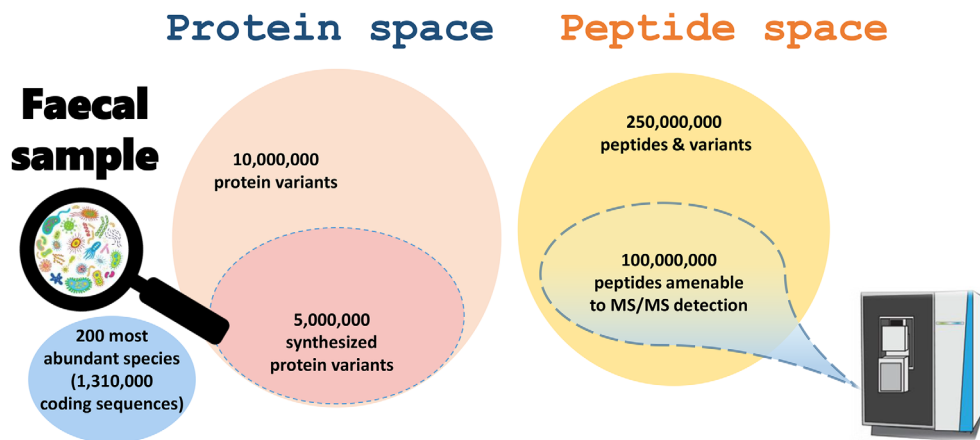 Protein space
Peptide space
Faecal
sample
10,000,000
protein variants
250,000,000
peptides & variants
100,000,000
peptides amenable
to MS/MS detection
5,000,000
synthesized
protein variants
200 most
abundant species
(1,310,000
coding sequences)